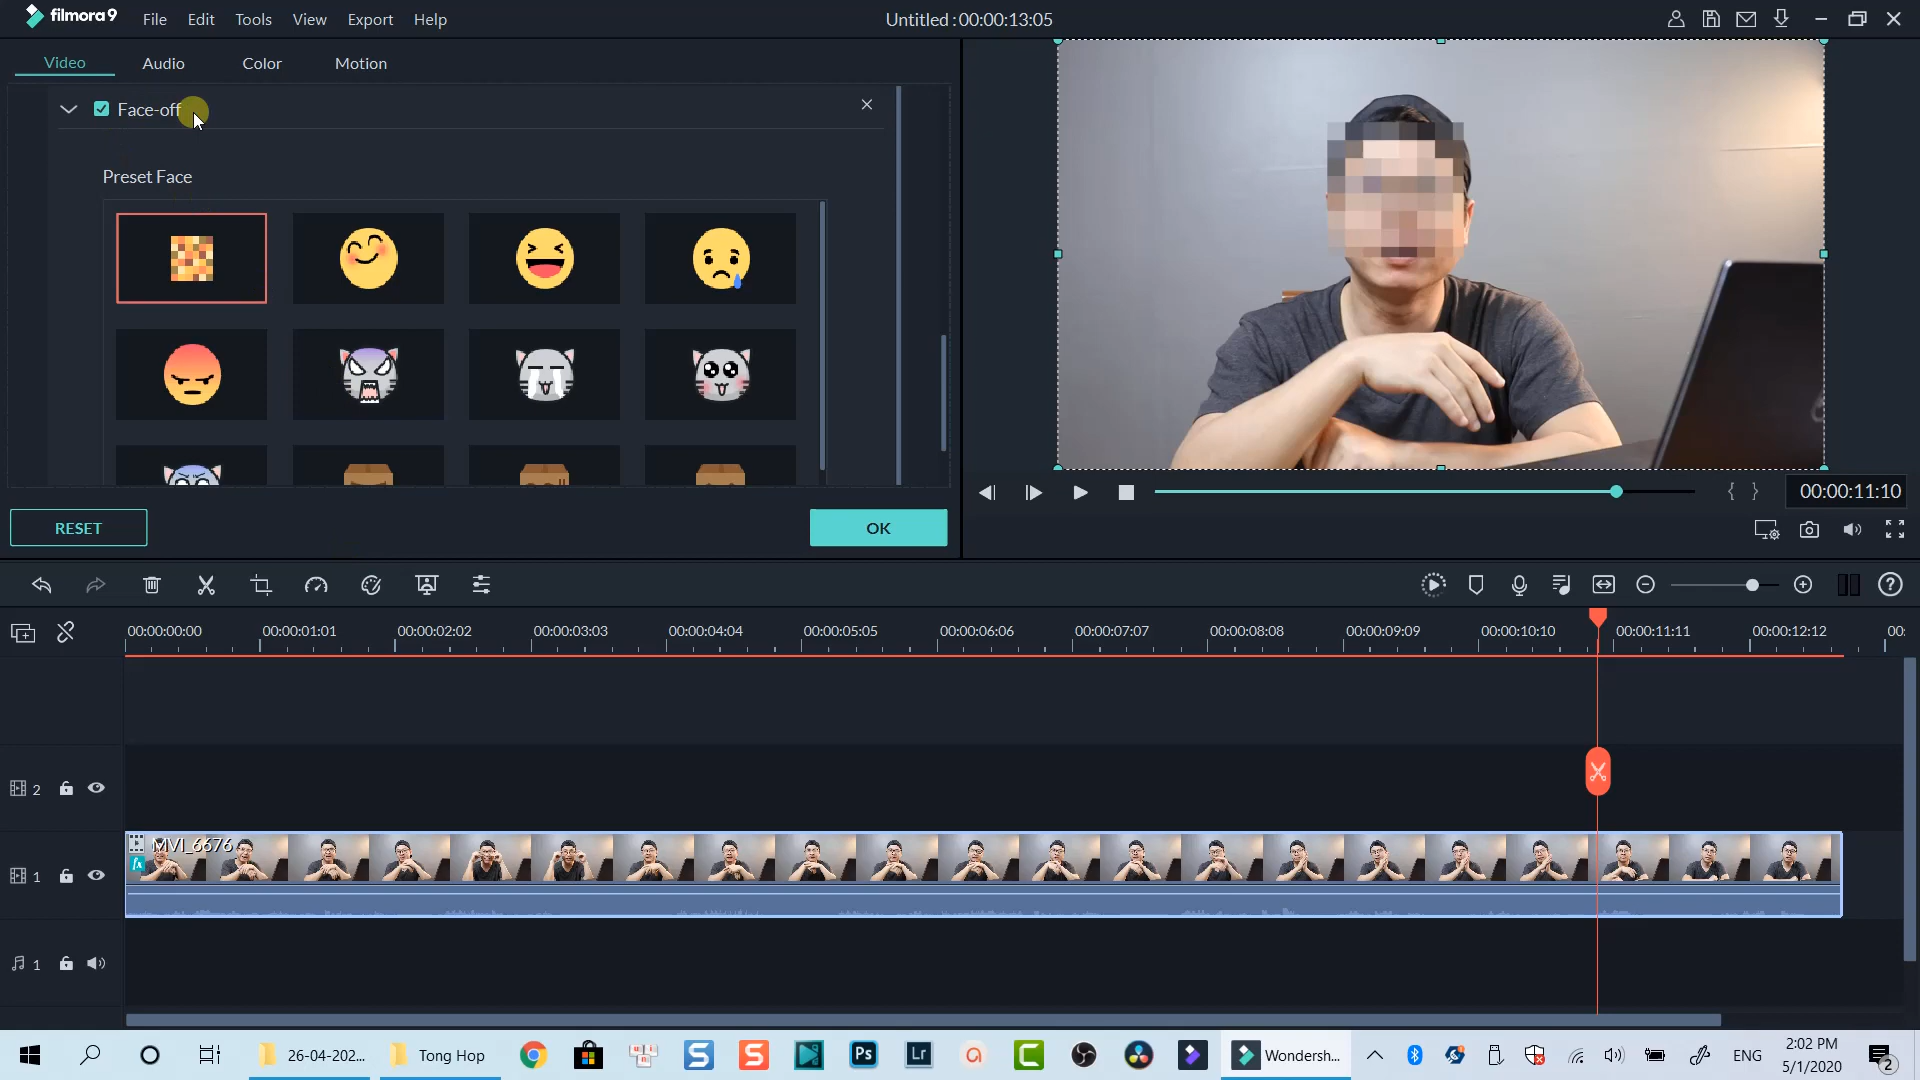 filmora9 File Edit Tools View Export Help Untitled : 00:00:13:05
Video Audio Color Motion
Face-off
Preset Face
RESET OK
00:00:11:10
00:00:00:00 00:00:01:01 00:00:02:02 00:00:03:03 00:00:04:04 00:00:05:05 00:00:06:06 00:00:07:07 00:00:08:08 00:00:09:09 00:00:10:10 00:00:11:11 00:00:12:12 00:
2
MVI_6676
fx
1
1
26-04-202... Tong Hop S S Ps Lr a C Wondersh... ENG 2:02 PM
5/1/2020 2